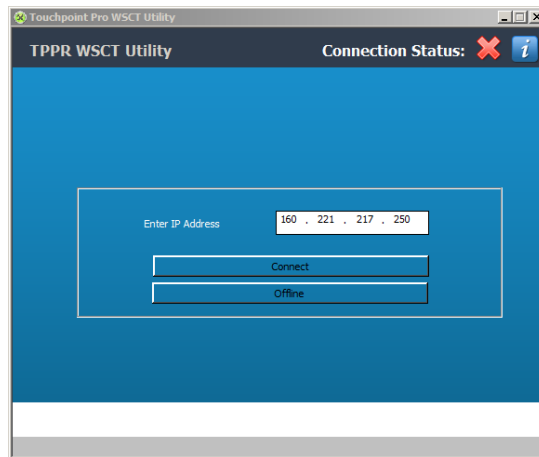 Touchpoint Pro WSCT Utility
TPPR WSCT Utility Connection Status:
Enter IP Address 160 . 221 . 217 . 250
Connect
Offline